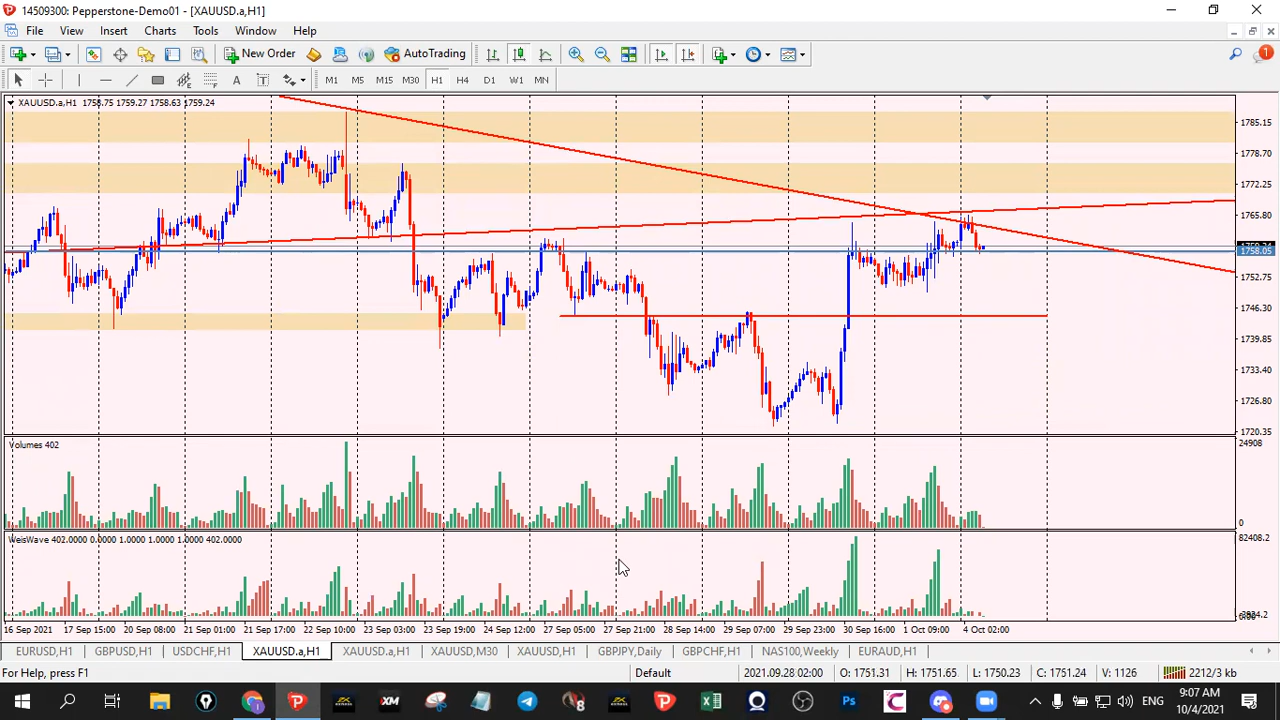 14509300: Pepperstone-Demo01 - [XAUUSD.a,H1]
File View Insert Charts Tools Window Help
New Order AutoTrading 1
A T M1 M5 M15 M30 H1 H4 D1 W1 MN
XAUUSD.a,H1 1758.75 1759.27 1758.63 1759.24
1785.15
1778.70
1772.25
1765.80
1758.05
1752.75
1746.30
1739.85
1733.40
1726.80
1720.35
Volumes 402
24908
0
WeisWave 402.0000 0.0000 1.0000 1.0000 1.0000 402.0000
82408.2
16 Sep 2021 17 Sep 15:00 20 Sep 08:00 21 Sep 01:00 21 Sep 17:00 22 Sep 10:00 23 Sep 03:00 23 Sep 19:00 24 Sep 12:00 27 Sep 05:00 27 Sep 21:00 28 Sep 14:00 29 Sep 07:00 29 Sep 23:00 30 Sep 16:00 1 Oct 09:00 4 Oct 02:00
EURUSD,H1 GBPUSD,H1 USDCHF,H1 XAUUSD.a,H1 XAUUSD.a,H1 XAUUSD,M30 XAUUSD,H1 GBPJPY,Daily GBPCHF,H1 NAS100,Weekly EURAUD,H1
For Help, press F1 Default 2021.09.28 02:00 O: 1751.31 H: 1751.65 L: 1750.23 C: 1751.24 V: 1126 2212/3 kb
XM 8 Ps ENG 9:07 AM
10/4/2021